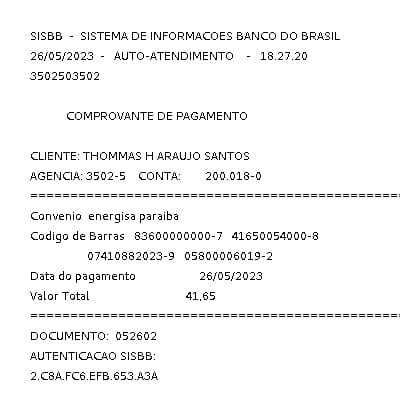 SISBB - SISTEMA DE INFORMACOES BANCO DO BRASIL
26/05/2023 - AUTO-ATENDIMENTO - 18.27.20
3502503502
COMPROVANTE DE PAGAMENTO
CLIENTE: THOMMAS H ARAUJO SANTOS
AGENCIA: 3502-5 CONTA: 200.018-0
================================================
Convenio energisa paraiba
Codigo de Barras 83600000000-7 41650054000-8
07410882023-9 05800006019-2
Data do pagamento 26/05/2023
Valor Total 41,65
================================================
DOCUMENTO: 052602
AUTENTICACAO SISBB:
2.C8A.FC6.EFB.653.A3A